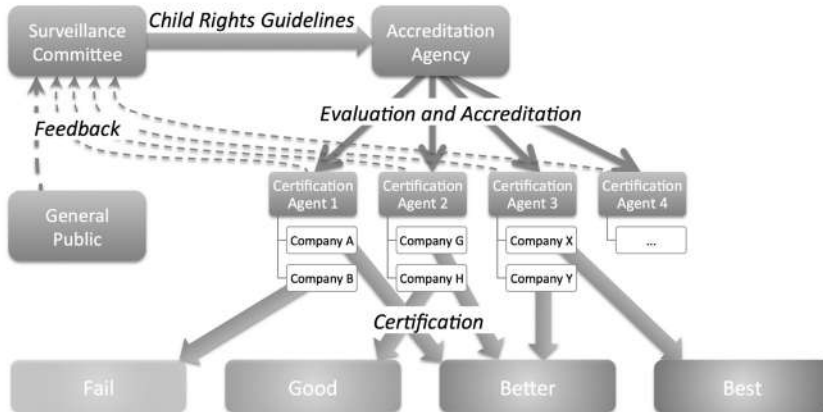 Child Rights Guidelines
Surveillance
Committee
Accreditation
Agency
Evaluation and Accreditation
Feedback
General
Public
Certification
Agent 1
Certification
Agent 2
Certification
Agent 3
Certification
Agent 4
Company A
Company G
Company X
...
Company B
Company H
Company Y
Certification
Fail
Good
Better
Best